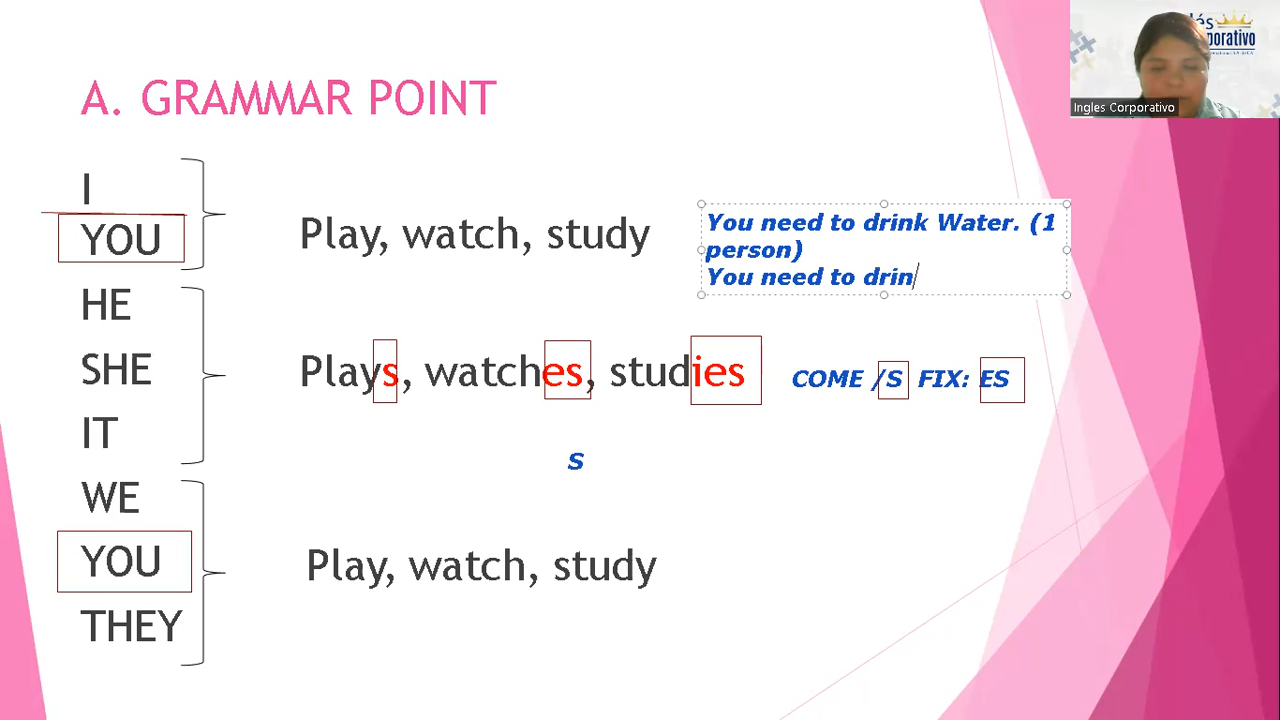 A. GRAMMAR POINT
I
YOU
Play, watch, study
You need to drink Water. (1
person)
You need to drin
HE
SHE
IT
Plays, watches, studies
COME /S FIX: ES
S
WE
YOU
THEY
Play, watch, study
Ingles Corporativo